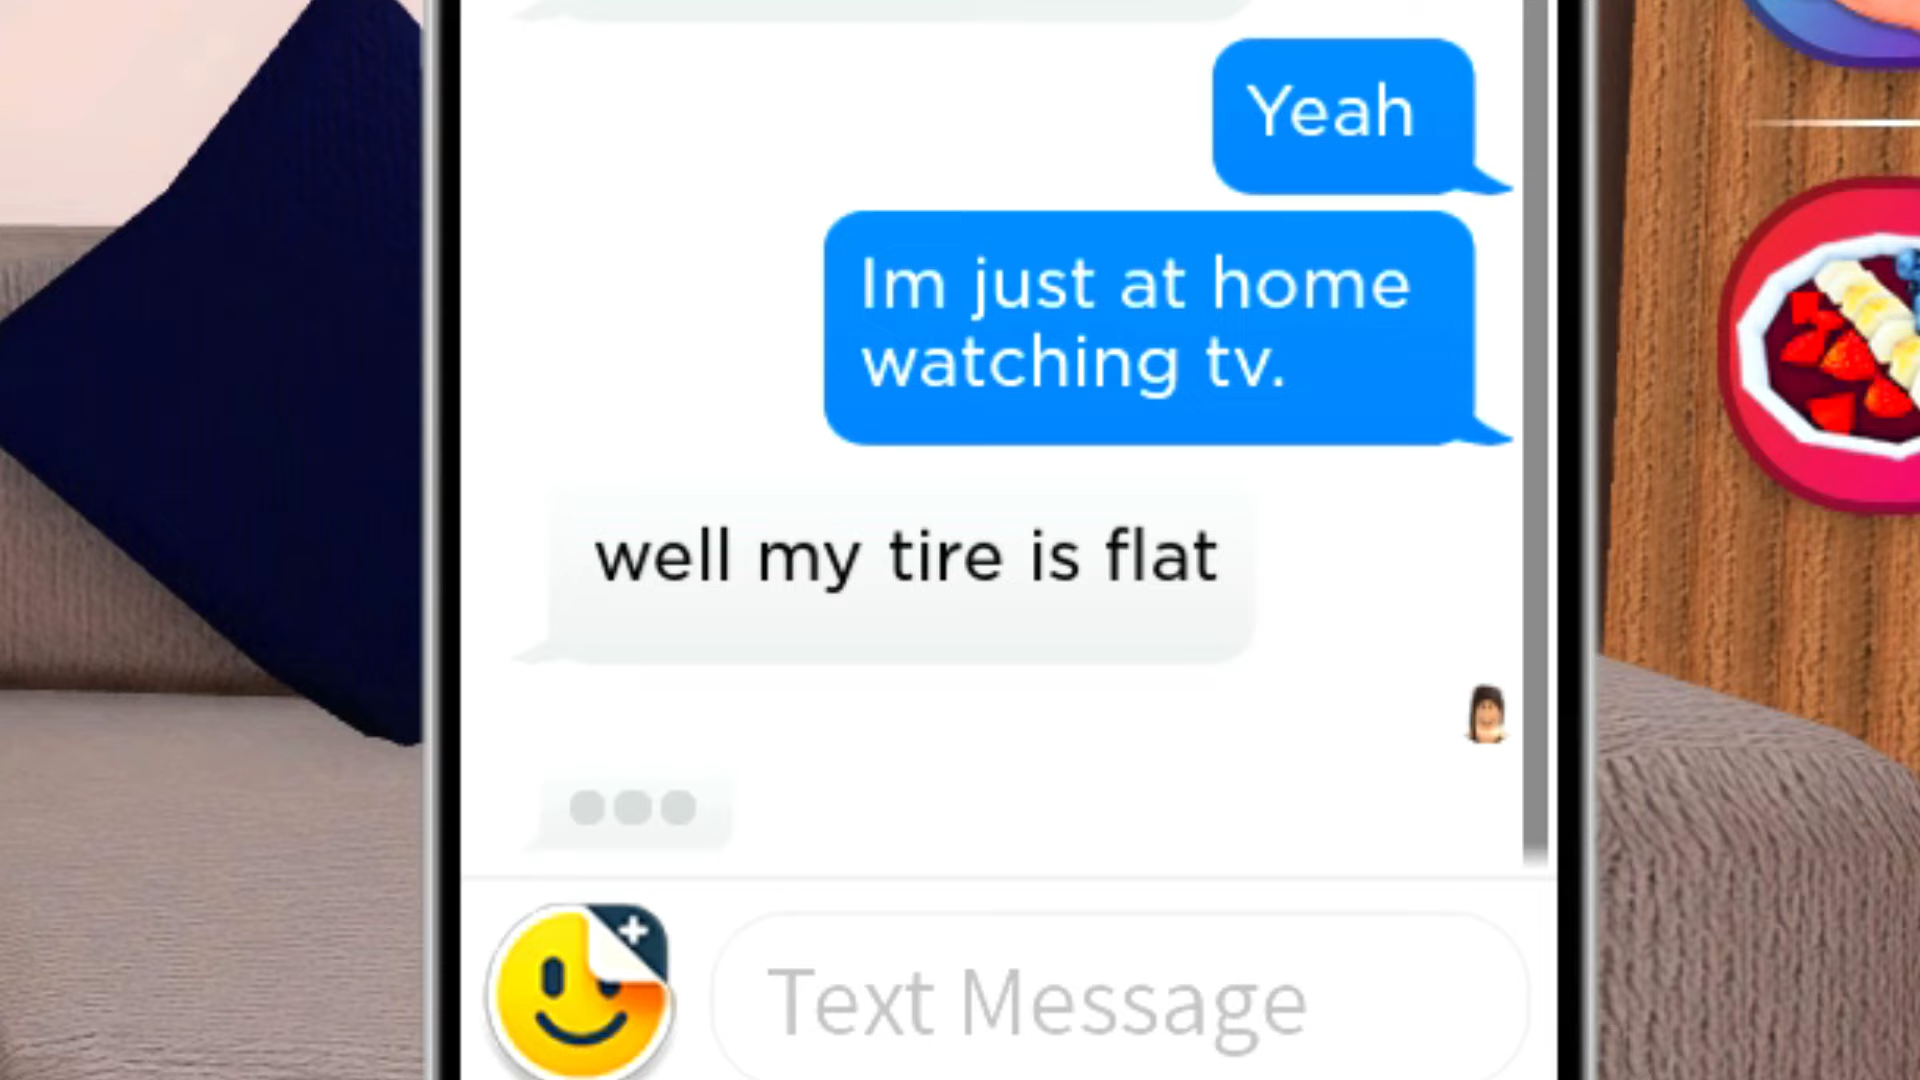 Yeah
Im just at home
watching tv.
well my tire is flat
Text Message